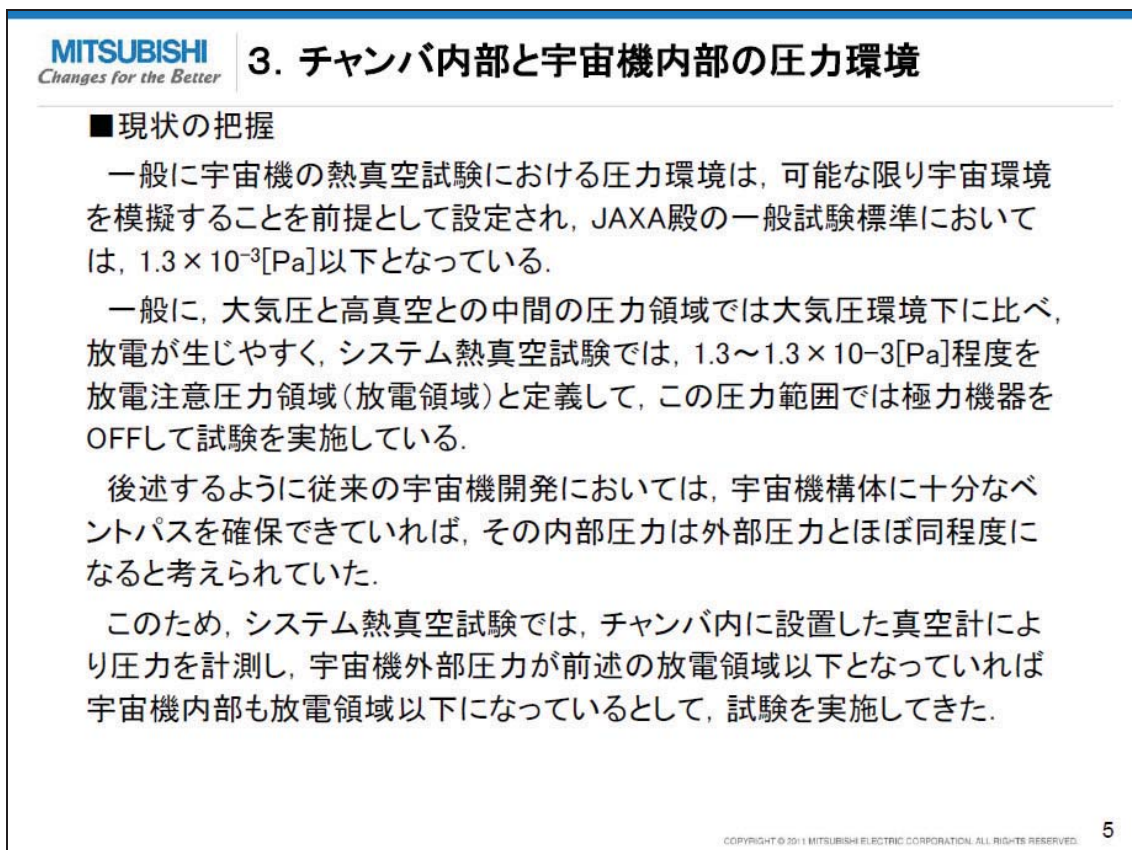 MITSUBISHI
Changes for the Better
3. チャンバ内部と宇宙機内部の圧力環境
■現状の把握
一般に宇宙機の熱真空試験における圧力環境は, 可能な限り宇宙環境
を模擬することを前提として設定され, JAXA殿の一般試験標準において
は, 1.3×10⁻³[Pa]以下となっている.
一般に, 大気圧と高真空との中間の圧力領域では大気圧環境下に比べ,
放電が生じやすく, システム熱真空試験では, 1.3～1.3×10-3[Pa]程度を
放電注意圧力領域(放電領域)と定義して, この圧力範囲では極力機器を
OFFして試験を実施している.
後述するように従来の宇宙機開発においては, 宇宙機構体に十分なベ
ントパスを確保できていれば, その内部圧力は外部圧力とほぼ同程度に
なると考えられていた.
このため, システム熱真空試験では, チャンバ内に設置した真空計によ
り圧力を計測し, 宇宙機外部圧力が前述の放電領域以下となっていれば
宇宙機内部も放電領域以下になっているとして, 試験を実施してきた.
COPYRIGHT © 2011 MITSUBISHI ELECTRIC CORPORATION. ALL RIGHTS RESERVED.
5